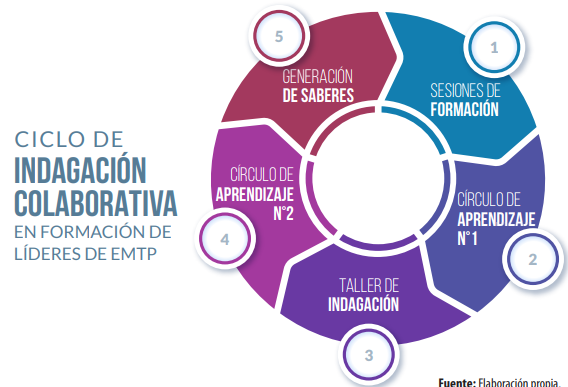 CICLO DE
INDAGACIÓN
COLABORATIVA
EN FORMACIÓN DE
LÍDERES DE EMTP
1
SESIONES DE
FORMACIÓN
2
CÍRCULO DE
APRENDIZAJE
N°1
3
TALLER DE
INDAGACIÓN
4
CÍRCULO DE
APRENDIZAJE
N°2
5
GENERACIÓN
DE SABERES
Fuente: Elaboración propia.